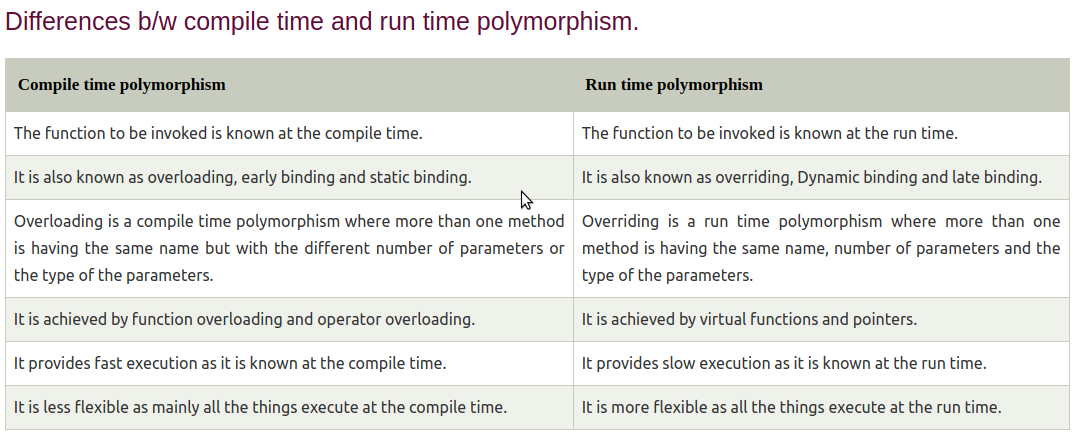 Differences b/w compile time and run time polymorphism.
Compile time polymorphism
Run time polymorphism
The function to be invoked is known at the compile time.
The function to be invoked is known at the run time.
It is also known as overloading, early binding and static binding.
It is also known as overriding, Dynamic binding and late binding.
Overloading is a compile time polymorphism where more than one method
is having the same name but with the different number of parameters or
the type of the parameters.
Overriding is a run time polymorphism where more than one
method is having the same name, number of parameters and the
type of the parameters.
It is achieved by function overloading and operator overloading.
It is achieved by virtual functions and pointers.
It provides fast execution as it is known at the compile time.
It provides slow execution as it is known at the run time.
It is less flexible as mainly all the things execute at the compile time.
It is more flexible as all the things execute at the run time.